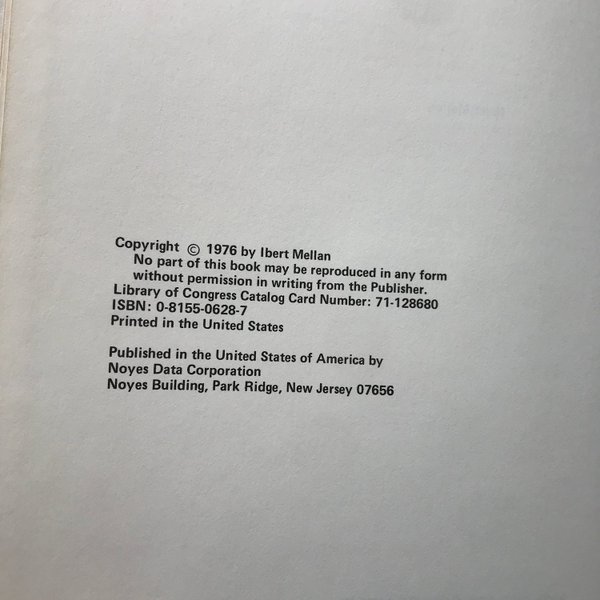 Copyright © 1976 by Ibert Mellan
No part of this book may be reproduced in any form
without permission in writing from the Publisher.
Library of Congress Catalog Card Number: 71-128680
ISBN: 0-8155-0628-7
Printed in the United States
Published in the United States of America by
Noyes Data Corporation
Noyes Building, Park Ridge, New Jersey 07656